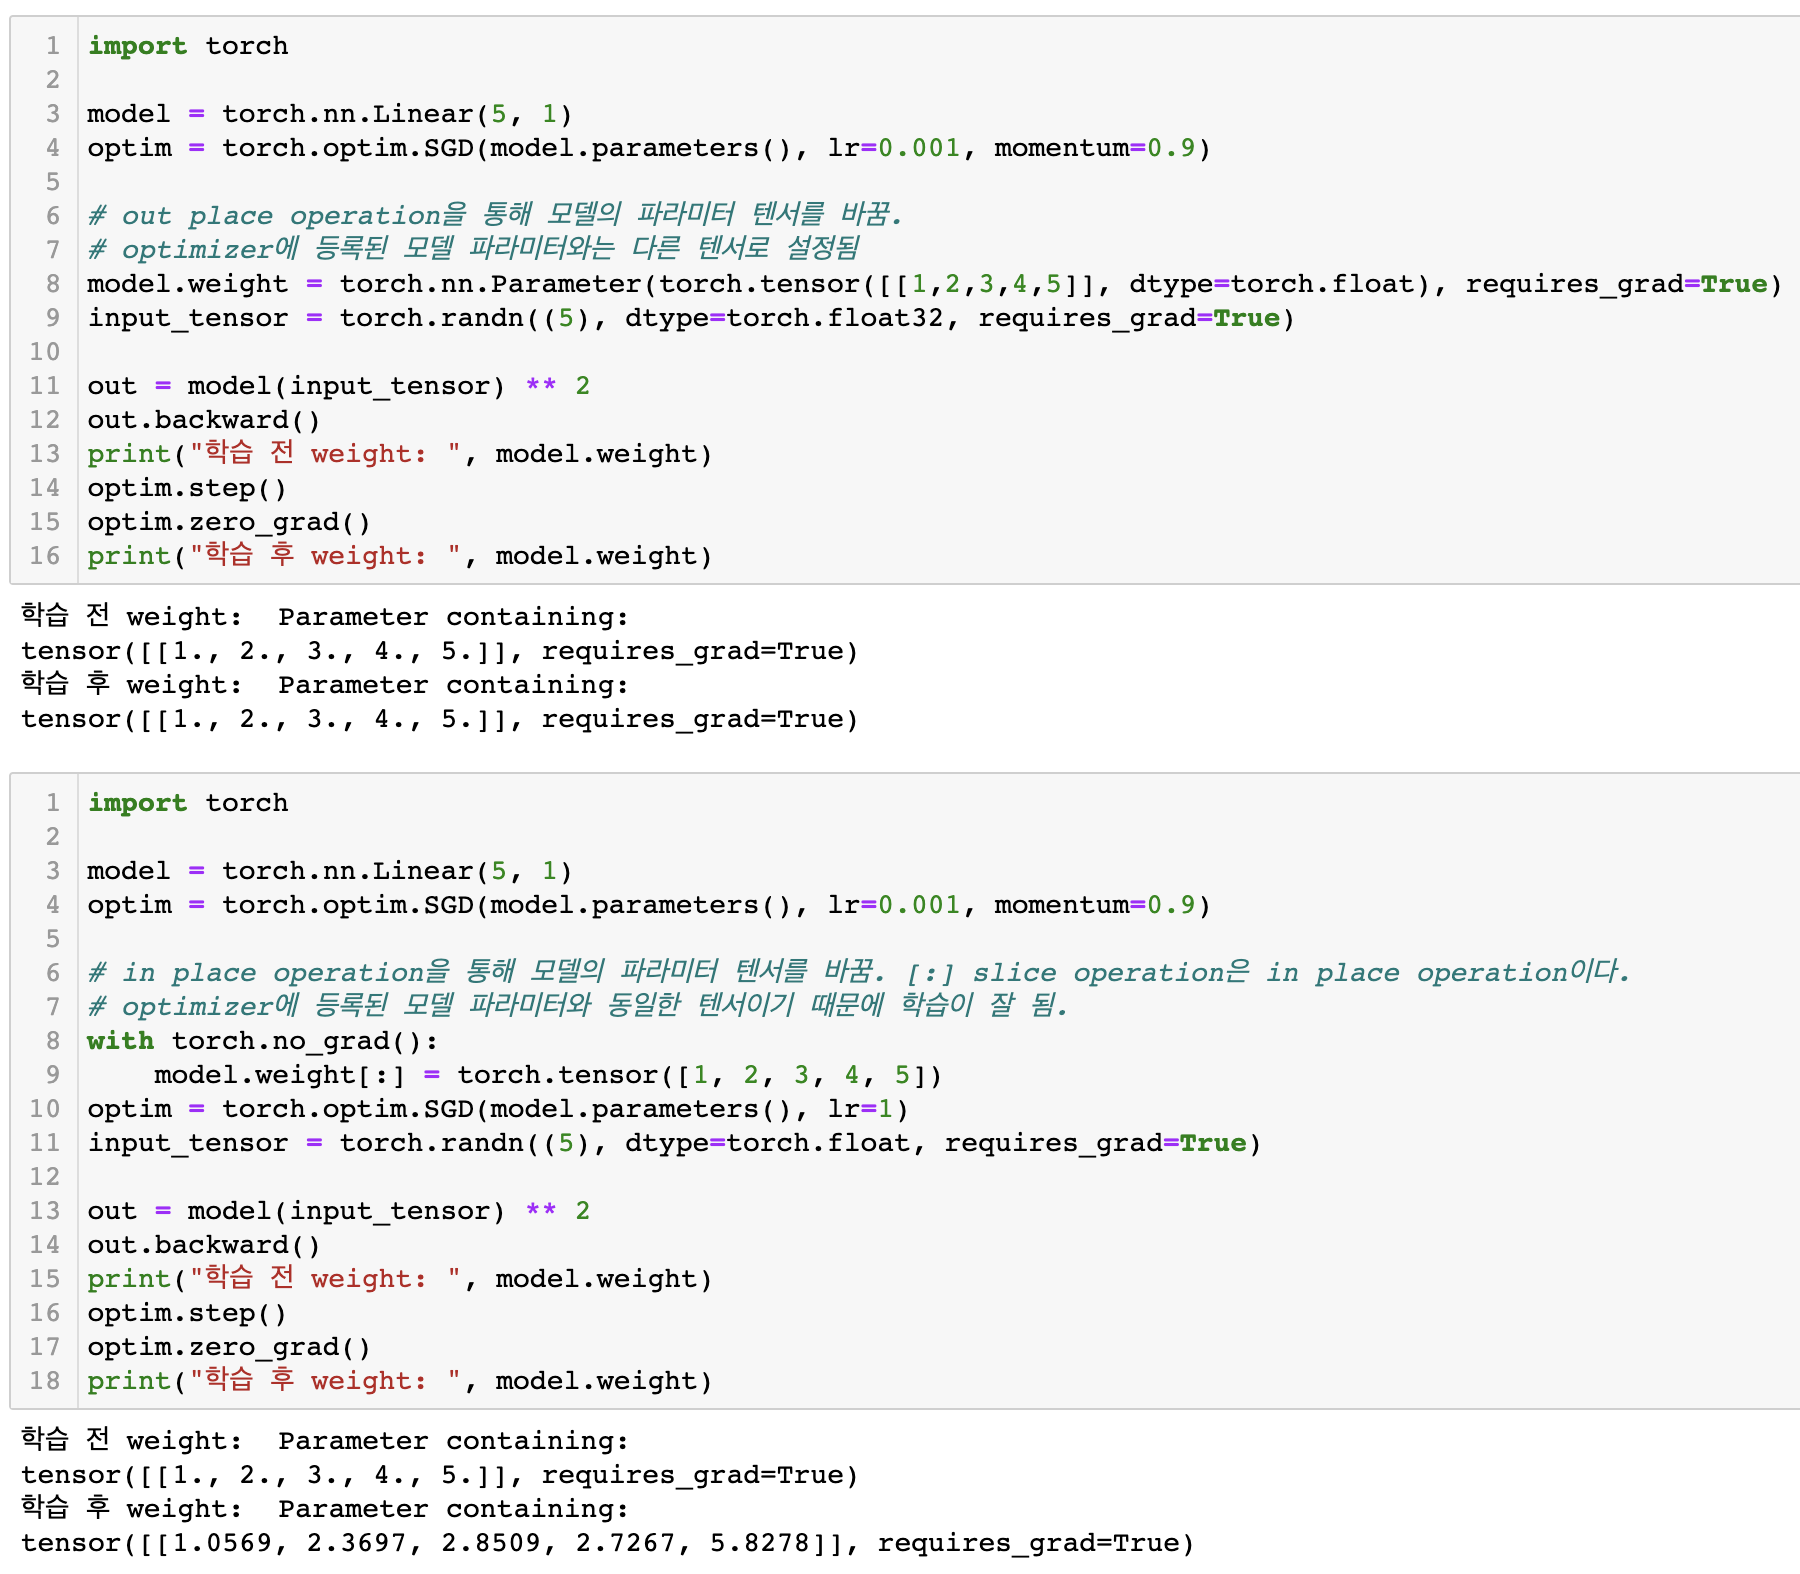 1 import torch
2
3 model = torch.nn.Linear(5, 1)
4 optim = torch.optim.SGD(model.parameters(), lr=0.001, momentum=0.9)
5
6 # out place operation을 통해 모델의 파라미터 텐서를 바꿈.
7 # optimizer에 등록된 모델 파라미터와는 다른 텐서로 설정됨
8 model.weight = torch.nn.Parameter(torch.tensor([[1,2,3,4,5]], dtype=torch.float), requires_grad=True)
9 input_tensor = torch.randn((5), dtype=torch.float32, requires_grad=True)
10
11 out = model(input_tensor) ** 2
12 out.backward()
13 print("학습 전 weight: ", model.weight)
14 optim.step()
15 optim.zero_grad()
16 print("학습 후 weight: ", model.weight)
학습 전 weight:  Parameter containing:
tensor([[1., 2., 3., 4., 5.]], requires_grad=True)
학습 후 weight:  Parameter containing:
tensor([[1., 2., 3., 4., 5.]], requires_grad=True)
1 import torch
2
3 model = torch.nn.Linear(5, 1)
4 optim = torch.optim.SGD(model.parameters(), lr=0.001, momentum=0.9)
5
6 # in place operation을 통해 모델의 파라미터 텐서를 바꿈. [:] slice operation은 in place operation이다.
7 # optimizer에 등록된 모델 파라미터와 동일한 텐서이기 때문에 학습이 잘 됨.
8 with torch.no_grad():
9     model.weight[:] = torch.tensor([1, 2, 3, 4, 5])
10 optim = torch.optim.SGD(model.parameters(), lr=1)
11 input_tensor = torch.randn((5), dtype=torch.float, requires_grad=True)
12
13 out = model(input_tensor) ** 2
14 out.backward()
15 print("학습 전 weight: ", model.weight)
16 optim.step()
17 optim.zero_grad()
18 print("학습 후 weight: ", model.weight)
학습 전 weight:  Parameter containing:
tensor([[1., 2., 3., 4., 5.]], requires_grad=True)
학습 후 weight:  Parameter containing:
tensor([[1.0569, 2.3697, 2.8509, 2.7267, 5.8278]], requires_grad=True)